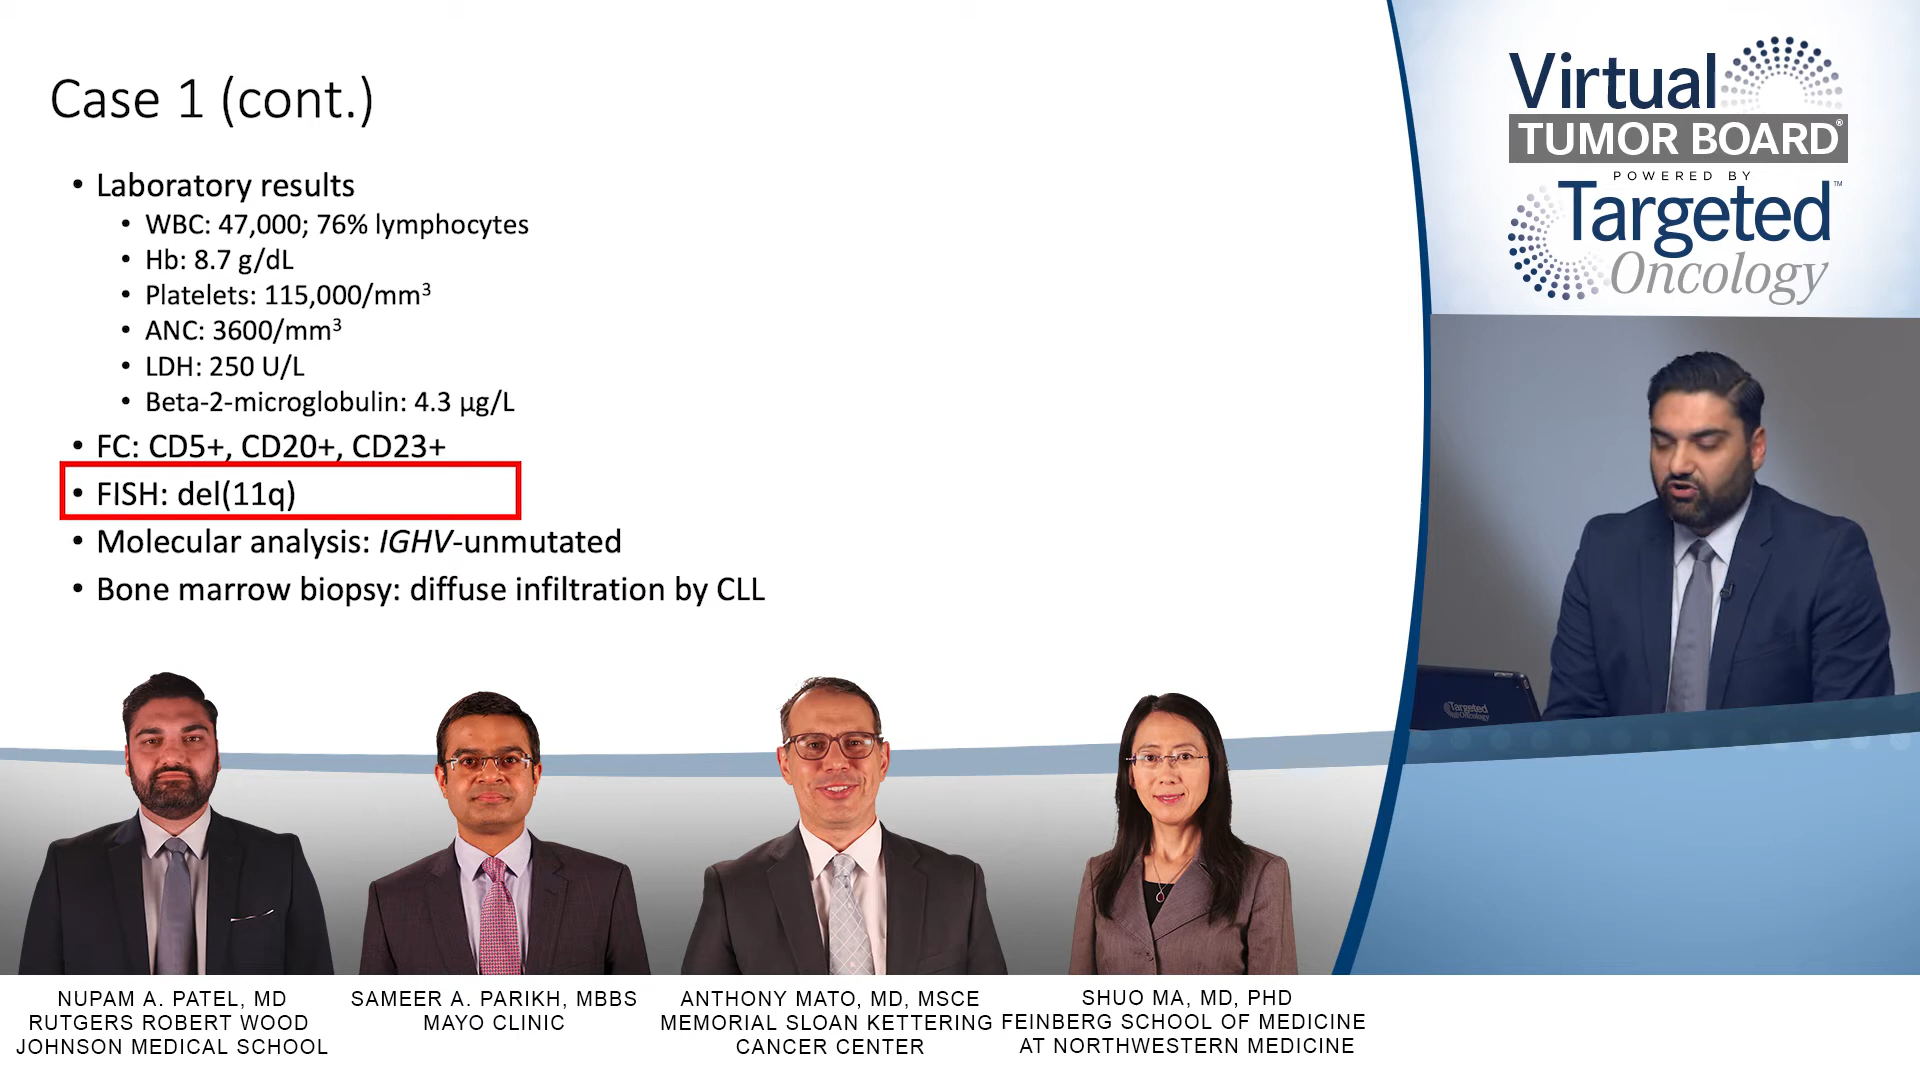 Case 1 (cont.)
• Laboratory results
• WBC: 47,000; 76% lymphocytes
• Hb: 8.7 g/dL
• Platelets: 115,000/mm³
• ANC: 3600/mm³
• LDH: 250 U/L
• Beta-2-microglobulin: 4.3 µg/L
• FC: CD5+, CD20+, CD23+
• FISH: del(11q)
• Molecular analysis: IGHV-unmutated
• Bone marrow biopsy: diffuse infiltration by CLL
Virtual
TUMOR BOARD®
POWERED BY
Targeted™
Oncology
Targeted
Oncology
NUPAM A. PATEL, MD
RUTGERS ROBERT WOOD
JOHNSON MEDICAL SCHOOL
SAMEER A. PARIKH, MBBS
MAYO CLINIC
ANTHONY MATO, MD, MSCE
MEMORIAL SLOAN KETTERING
CANCER CENTER
SHUO MA, MD, PHD
FEINBERG SCHOOL OF MEDICINE
AT NORTHWESTERN MEDICINE